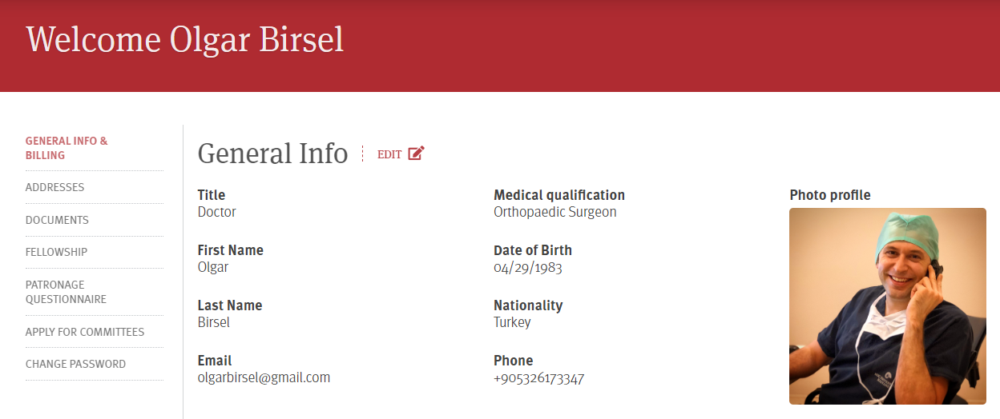 Welcome Olgar Birsel
GENERAL INFO &
BILLING
ADDRESSES
DOCUMENTS
FELLOWSHIP
PATRONAGE
QUESTIONNAIRE
APPLY FOR COMMITTEES
CHANGE PASSWORD
General Info
EDIT
Title
Doctor
Medical qualification
Orthopaedic Surgeon
Photo profile
First Name
Olgar
Date of Birth
04/29/1983
Last Name
Birsel
Nationality
Turkey
Email
olgarbirsel@gmail.com
Phone
+905326173347